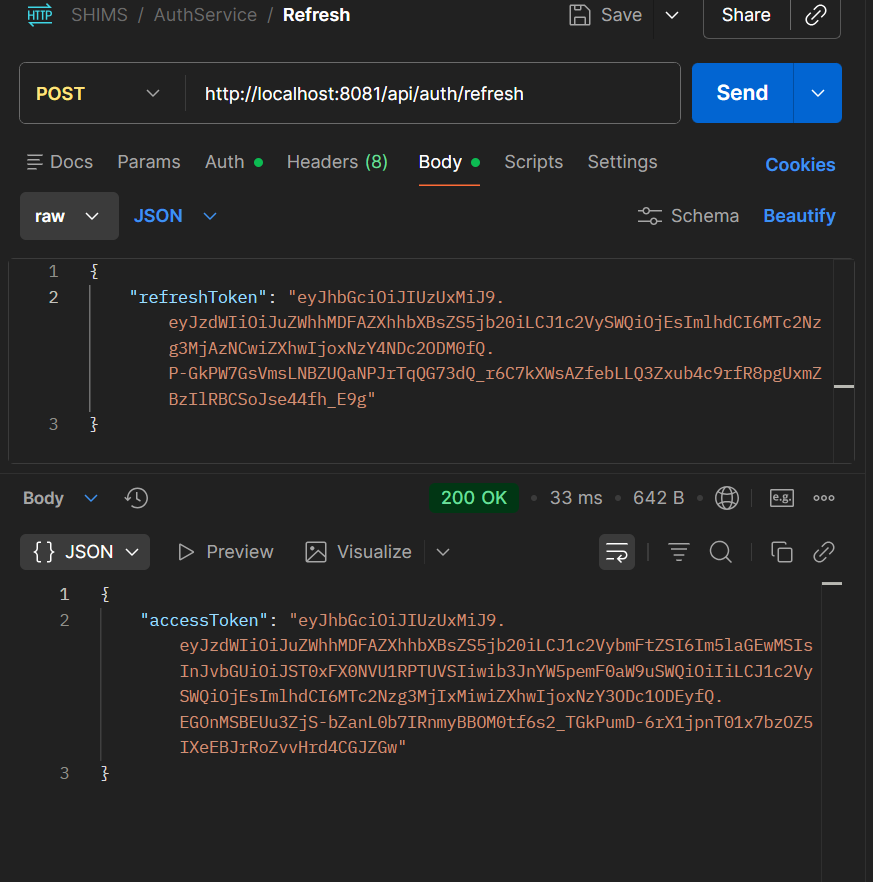 HTTP SHIMS / AuthService / Refresh Save Share
POST http://localhost:8081/api/auth/refresh Send
Docs Params Auth Headers (8) Body Scripts Settings Cookies
raw JSON Schema Beautify
1 {
2 "refreshToken": "eyJhbGciOiJIUzUxMiJ9.
eyJzdWIiOiJuZWhhMDFAZXhhbXBsZS5jb20iLCJ1c2VySWQiOjEsImlhdCI6MTc2Nz
g3MjAzNCwiZXhwIjoxNzY4NDc2ODM0fQ.
P-GkPW7GsVmsLNBZUQaNPJrTqQG73dQ_r6C7kXWsAZfebLLQ3Zxub4c9rfR8pgUxmZ
BzIlRBCSoJse44fh_E9g"
3 }
Body 200 OK 33 ms 642 B e.g.
{} JSON Preview Visualize
1 {
2 "accessToken": "eyJhbGciOiJIUzUxMiJ9.
eyJzdWIiOiJuZWhhMDFAZXhhbXBsZS5jb20iLCJ1c2VybmFtZSI6Im5laGEwMSIs
InJvbGUiOiJST0xFX0NVU1RPTUVSIiwib3JnYW5pemF0aW9uSWQiOiIiLCJ1c2Vy
SWQiOjEsImlhdCI6MTc2Nzg3MjIxMiwiZXhwIjoxNzY3ODc1ODEyfQ.
EGOnMSBEUu3ZjS-bZanL0b7IRnmyBBOM0tf6s2_TGkPumD-6rX1jpnT01x7bzOZ5
IXeEBJrRoZvvHrd4CGJZGw"
3 }